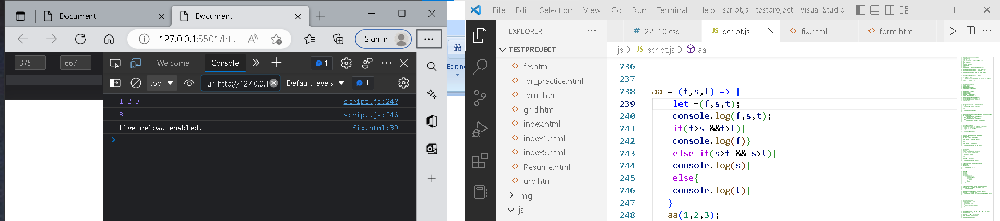 Document
Document
127.0.0.1:5501/ht...
Sign in
375 × 667
Welcome
Console
1
top
-url:http://127.0.0.1
Default levels
1
1 2 3 script.js:240
3 script.js:246
Live reload enabled. fix.html:39
Editing
File Edit Selection View Go Run Terminal Help script.js - testproject - Visual Studio ...
EXPLORER
# 22_10.css
JS script.js
fix.html
form.html
TESTPROJECT
js > JS script.js > aa
fix.html
for_practice.html
form.html
grid.html
index.html
index1.html
index5.html
Resume.html
urp.html
img
js
236
237
238 aa = (f,s,t) => {
239 let =(f,s,t);
240 console.log(f,s,t);
241 if(f>s &&f>t){
242 console.log(f)}
243 else if(s>f && s>t){
244 console.log(s)}
245 else{
246 console.log(t)}
247 }
248 aa(1,2,3);